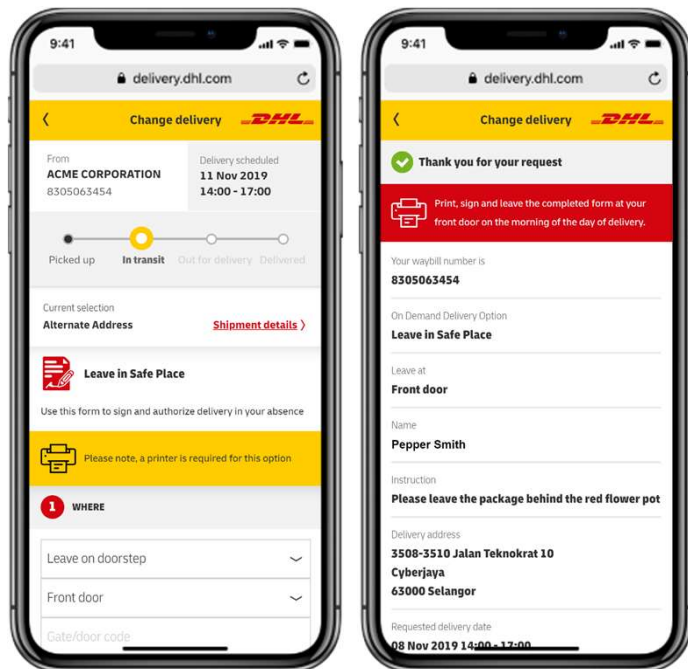 9:41
delivery.dhl.com
Change delivery
DHL
From
ACME CORPORATION
8305063454
Delivery scheduled
11 Nov 2019
14:00 - 17:00
Picked up
In transit
Out for delivery
Delivered
Current selection
Alternate Address
Shipment details
Leave in Safe Place
Use this form to sign and authorize delivery in your absence
Please note, a printer is required for this option
1 WHERE
Leave on doorstep
Front door
Gate/door code
9:41
delivery.dhl.com
Change delivery
DHL
Thank you for your request
Print, sign and leave the completed form at your
front door on the morning of the day of delivery.
Your waybill number is
8305063454
On Demand Delivery Option
Leave in Safe Place
Leave at
Front door
Name
Pepper Smith
Instruction
Please leave the package behind the red flower pot
Delivery address
3508-3510 Jalan Teknokrat 10
Cyberjaya
63000 Selangor
Requested delivery date
08 Nov 2019 14:00 - 17:00